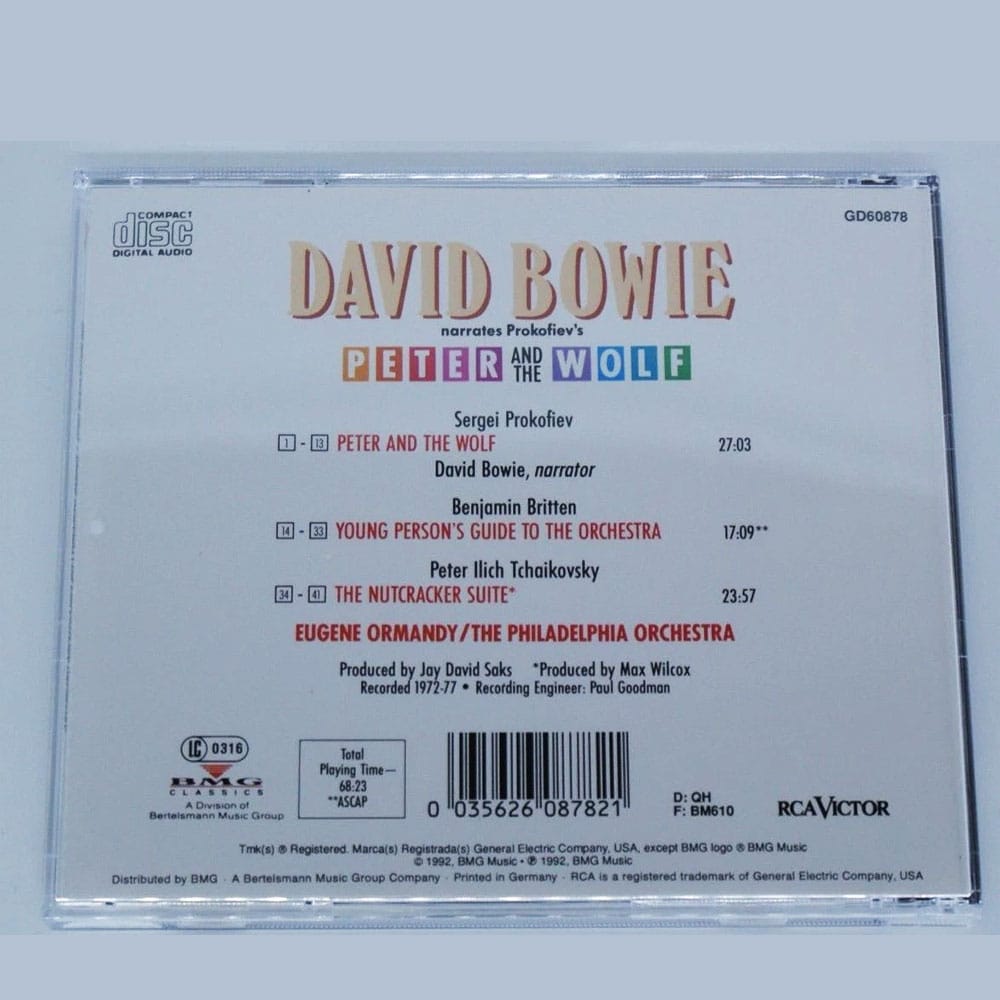 COMPACT
disc
DIGITAL AUDIO
GD60878
DAVID BOWIE
narrates Prokofiev's
PETER AND THE WOLF
Sergei Prokofiev
1 - 13 PETER AND THE WOLF 27:03
David Bowie, narrator
Benjamin Britten
14 - 33 YOUNG PERSON'S GUIDE TO THE ORCHESTRA 17:09**
Peter Ilich Tchaikovsky
34 - 41 THE NUTCRACKER SUITE* 23:57
EUGENE ORMANDY/THE PHILADELPHIA ORCHESTRA
Produced by Jay David Saks *Produced by Max Wilcox
Recorded 1972-77 • Recording Engineer: Paul Goodman
LC 0316
BMG
CLASSICS
A Division of
Bertelsmann Music Group
Total
Playing Time—
68:23
**ASCAP
0 035626 087821
D: QH
F: BM610
RCA VICTOR
Tmk(s) ® Registered. Marca(s) Registrada(s) General Electric Company, USA, except BMG logo ® BMG Music
© 1992, BMG Music • ℗ 1992, BMG Music
Distributed by BMG · A Bertelsmann Music Group Company · Printed in Germany · RCA is a registered trademark of General Electric Company, USA